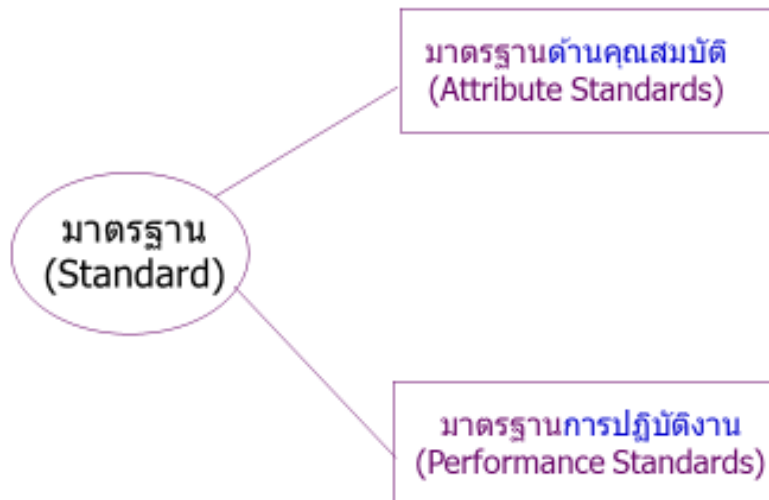 มาตรฐานด้านคุณสมบัติ
(Attribute Standards)
มาตรฐาน
(Standard)
มาตรฐานการปฏิบัติงาน
(Performance Standards)